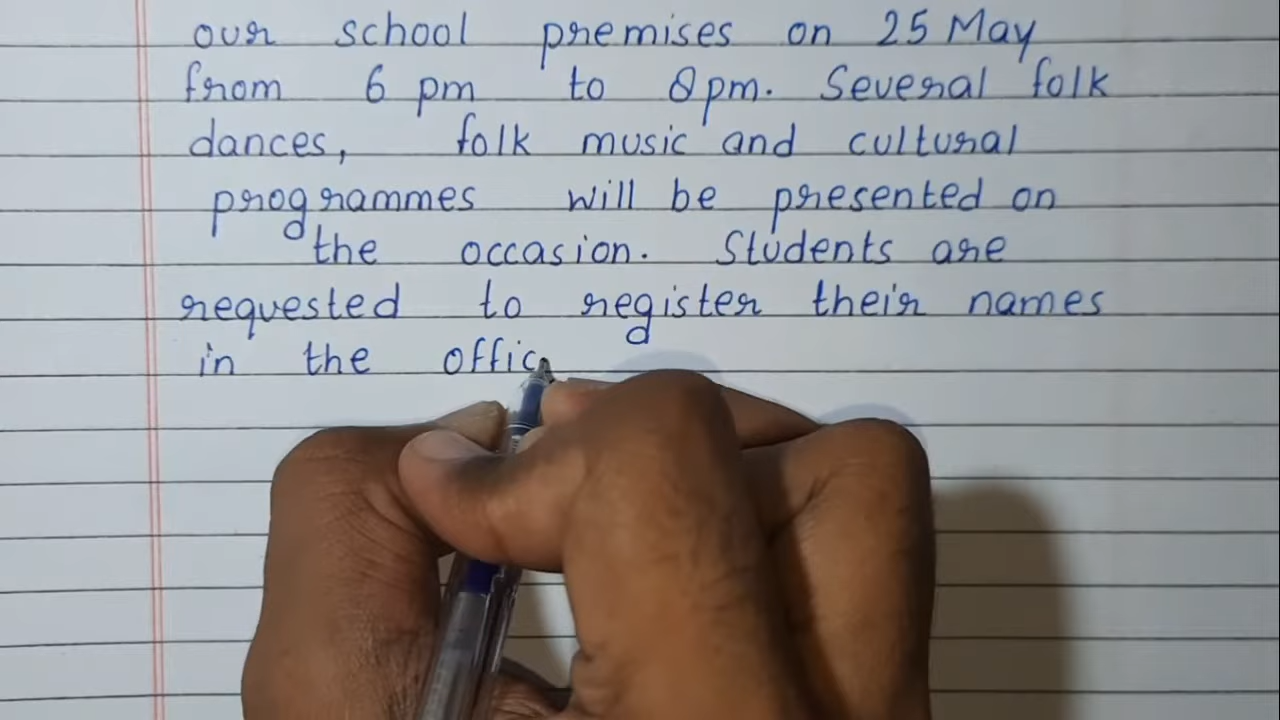 our school premises on 25 May
from 6 pm to 8pm. Several folk
dances, folk music and cultural
programmes will be presented on
the occasion. Students are
requested to register their names
in the offic